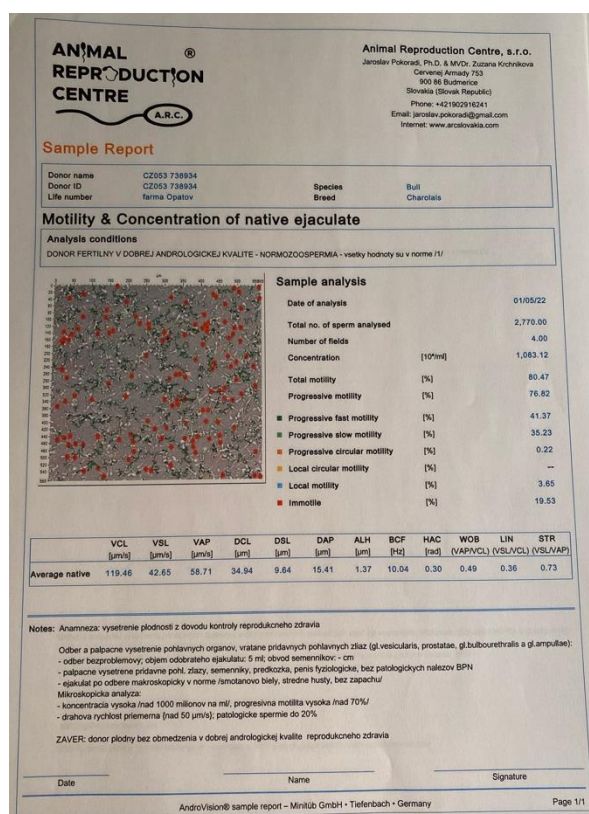 ANIMAL ®
REPRODUCTION
CENTRE
A.R.C.
Animal Reproduction Centre, s.r.o.
Jaroslav Pokoradi, Ph.D. & MVDr. Zuzana Krchnikova
Cervenej Armady 753
900 86 Budmerice
Slovakia (Slovak Republic)
Phone: +421902916241
Email: jaroslav.pokoradi@gmail.com
Internet: www.arcslovakia.com
Sample Report
Donor name CZ053 738934
Donor ID CZ053 738934 Species Bull
Life number farma Opatov Breed Charolais
Motility & Concentration of native ejaculate
Analysis conditions
DONOR FERTILNY V DOBREJ ANDROLOGICKEJ KVALITE - NORMOZOOSPERMIA - vsetky hodnoty su v norme /1/
Sample analysis
Date of analysis 01/05/22
Total no. of sperm analysed 2,770.00
Number of fields 4.00
Concentration [10⁶/ml] 1,083.12
Total motility [%] 80.47
Progressive motility [%] 76.82
Progressive fast motility [%] 41.37
Progressive slow motility [%] 35.23
Progressive circular motility [%] 0.22
Local circular motility [%] --
Local motility [%] 3.65
Immotile [%] 19.53
VCL VSL VAP DCL DSL DAP ALH BCF HAC WOB LIN STR
[µm/s] [µm/s] [µm/s] [µm] [µm] [µm] [µm] [Hz] [rad] (VAP/VCL) (VSL/VCL) (VSL/VAP)
Average native 119.46 42.65 58.71 34.94 9.64 15.41 1.37 10.04 0.30 0.49 0.36 0.73
Notes: Anamneza: vysetrenie plodnosti z dovodu kontroly reprodukcneho zdravia
Odber a palpacne vysetrenie pohlavnych organov, vratane pridavnych pohlavnych zliaz (gl.vesicularis, prostatae, gl.bulbourethralis a gl.ampullae):
- odber bezproblemovy; objem odobrateho ejakulatu: 5 ml; obvod semennikov: - cm
- palpacne vysetrene pridavne pohl. zlazy, semenniky, predkozka, penis fyziologicke, bez patologickych nalezov BPN
- ejakulat po odbere makroskopicky v norme /smotanovo biely, stredne husty, bez zapachu/
Mikroskopicka analyza:
- koncentracia vysoka /nad 1000 milionov na ml/, progresivna motilita vysoka /nad 70%/
- drahova rychlost priemerna {nad 50 µm/s}; patologicke spermie do 20%
ZAVER: donor plodny bez obmedzenia v dobrej andrologickej kvalite reprodukcneho zdravia
Date Name Signature
AndroVision® sample report – Minitüb GmbH • Tiefenbach • Germany Page 1/1